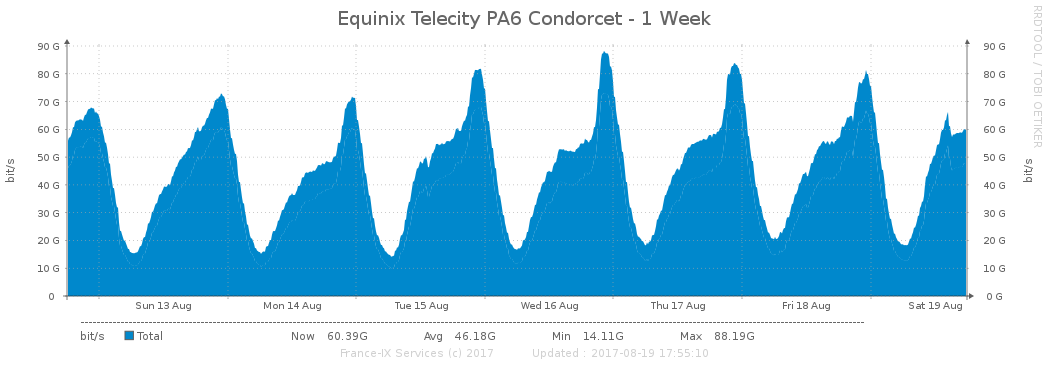 Equinix Telecity PA6 Condorcet - 1 Week
RRDTOOL / TOBI OETIKER
bit/s
90 G 90 G
80 G 80 G
70 G 70 G
60 G 60 G
50 G 50 G
40 G 40 G
30 G 30 G
20 G 20 G
10 G 10 G
0 0 G
bit/s
Sun 13 Aug Mon 14 Aug Tue 15 Aug Wed 16 Aug Thu 17 Aug Fri 18 Aug Sat 19 Aug
bit/s Total Now 60.39G Avg 46.18G Min 14.11G Max 88.19G
France-IX Services (c) 2017 Updated : 2017-08-19 17:55:10